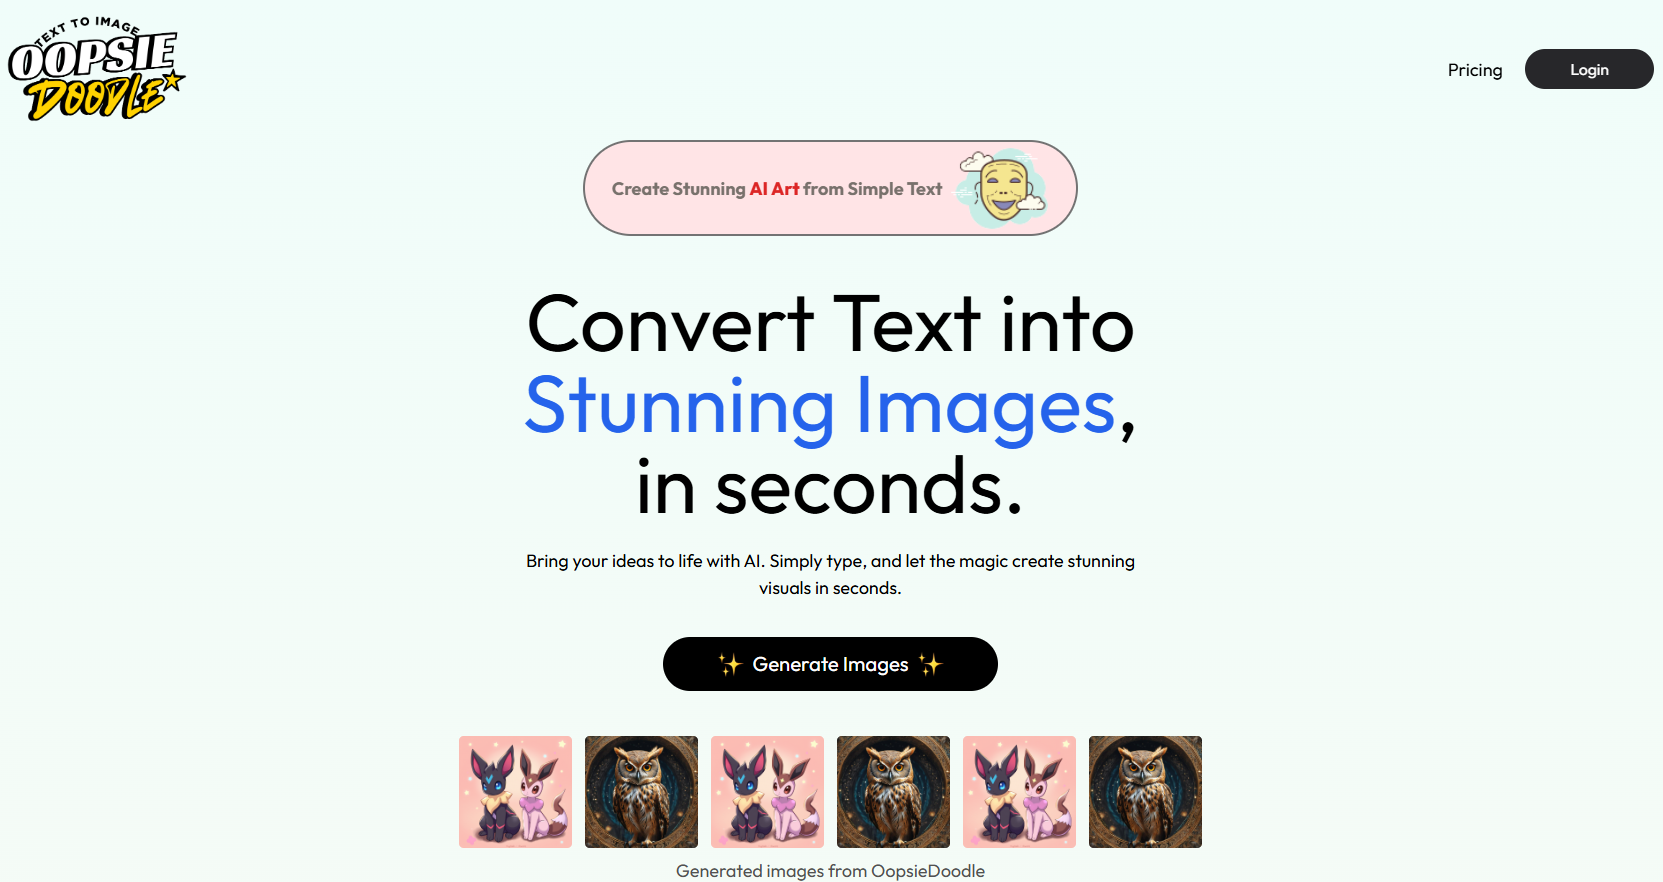 TEXT TO IMAGE
OOPSIE
DOODLE
Pricing
Login
Create Stunning AI Art from Simple Text
Convert Text into
Stunning Images,
in seconds.
Bring your ideas to life with AI. Simply type, and let the magic create stunning
visuals in seconds.
✨ Generate Images ✨
Generated images from OopsieDoodle